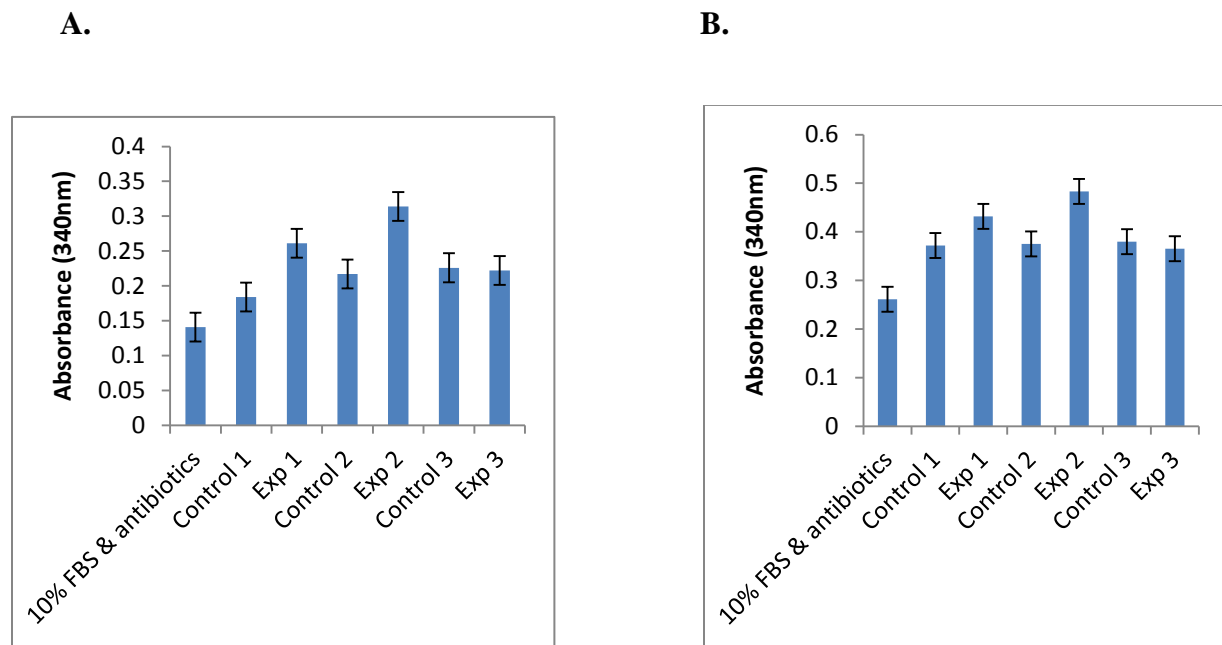 A.
B.
Absorbance (340nm)
0.4
0.35
0.3
0.25
0.2
0.15
0.1
0.05
0
10% FBS & antibiotics
Control 1
Exp 1
Control 2
Exp 2
Control 3
Exp 3
Absorbance (340nm)
0.6
0.5
0.4
0.3
0.2
0.1
0
10% FBS & antibiotics
Control 1
Exp 1
Control 2
Exp 2
Control 3
Exp 3